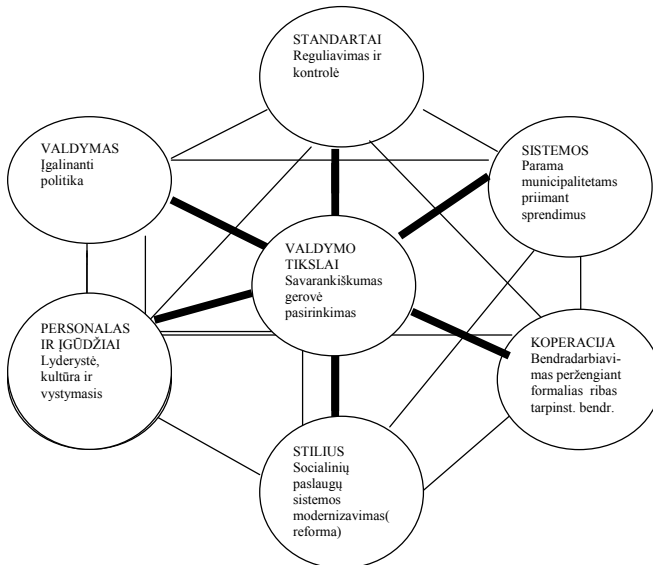 STANDARTAI
Reguliavimas ir
kontrolė
VALDYMAS
Įgalinanti
politika
SISTEMOS
Parama
municipalitetams
priimant
sprendimus
VALDYMO
TIKSLAI
Savarankiškumas
gerovė
pasirinkimas
PERSONALAS
IR ĮGŪDŽIAI
Lyderystė,
kultūra ir
vystymasis
KOPERACIJA
Bendradarbiavi-
mas peržengiant
formalias ribas
tarpinst. bendr.
STILIUS
Socialinių
paslaugų
sistemos
modernizavimas(
reforma)